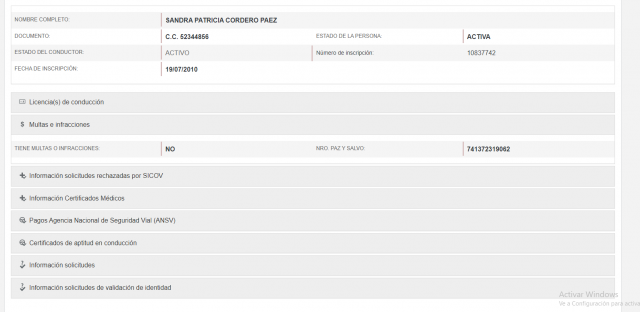 NOMBRE COMPLETO: SANDRA PATRICIA CORDERO PAEZ
DOCUMENTO: C.C. 52344856 ESTADO DE LA PERSONA: ACTIVA
ESTADO DEL CONDUCTOR: ACTIVO Número de inscripción: 10837742
FECHA DE INSCRIPCIÓN: 19/07/2010
Licencia(s) de conducción
$ Multas e infracciones
TIENE MULTAS O INFRACCIONES: NO NRO. PAZ Y SALVO: 741372319062
Información solicitudes rechazadas por SICOV
Información Certificados Médicos
Pagos Agencia Nacional de Seguridad Vial (ANSV)
Certificados de aptitud en conducción
Información solicitudes
Información solicitudes de validación de identidad
Activar Windows
Ve a Configuración para activa